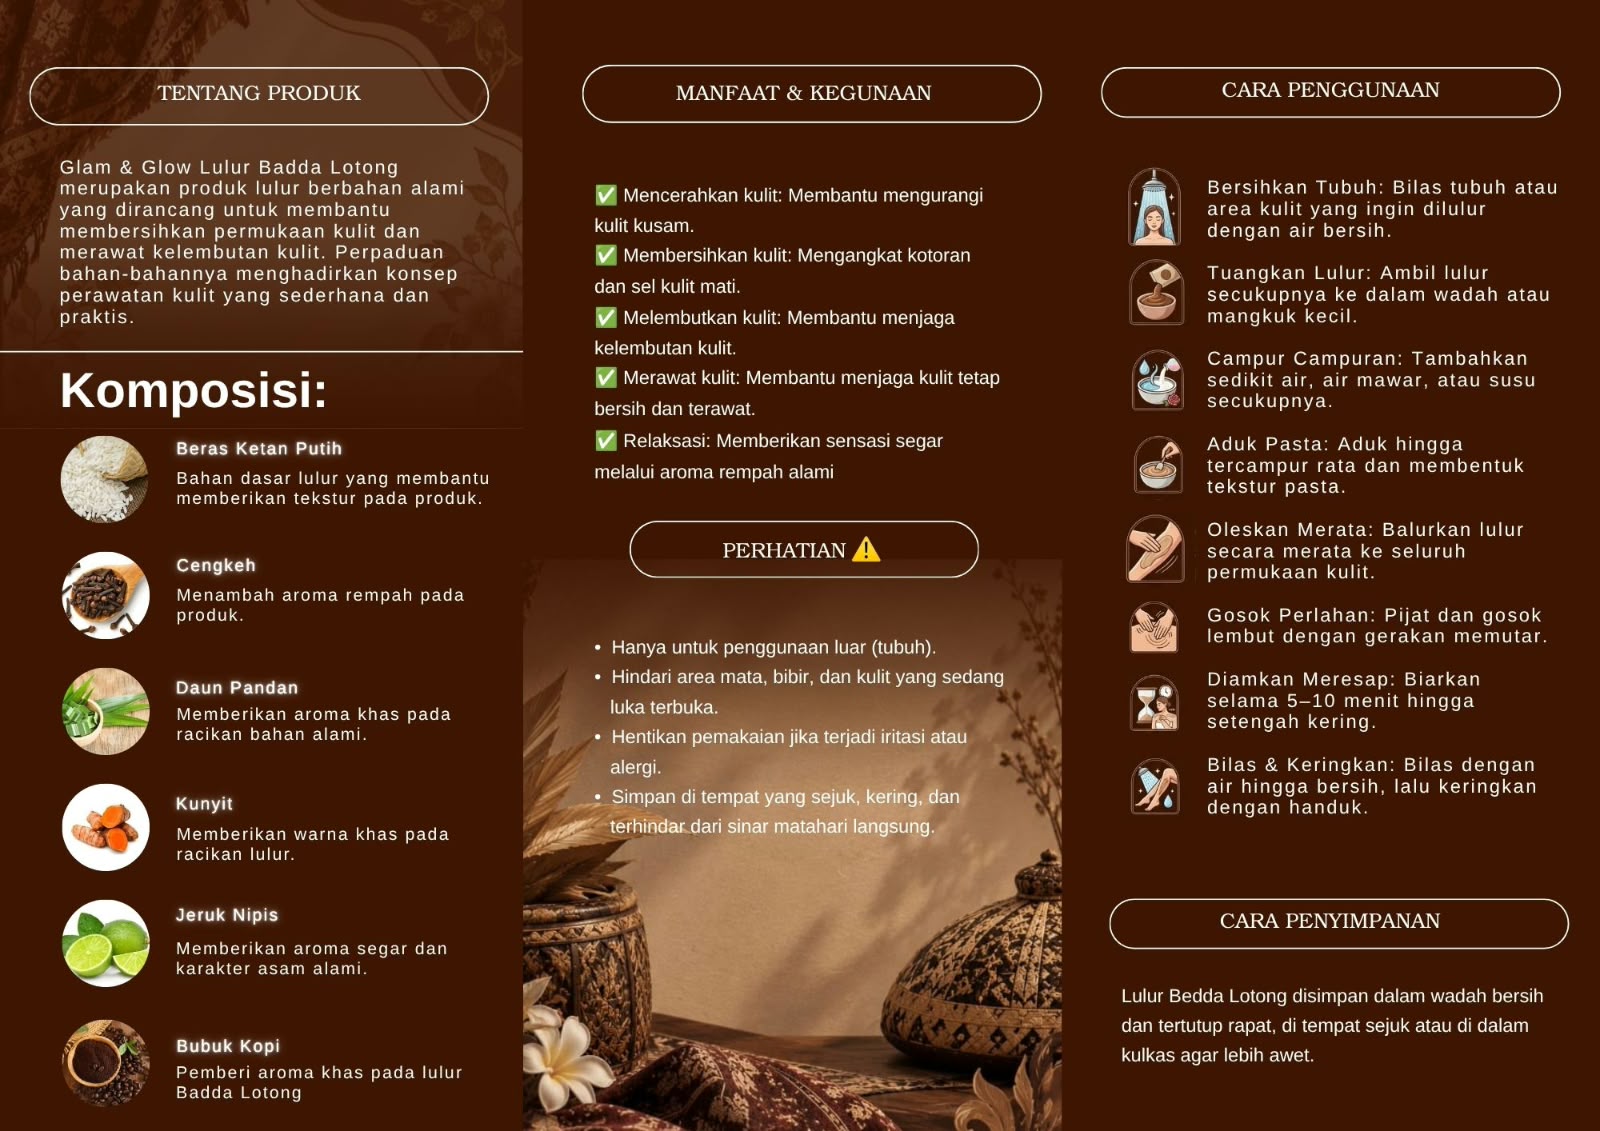 TENTANG PRODUK
Glam & Glow Lulur Badda Lotong
merupakan produk lulur berbahan alami
yang dirancang untuk membantu
membersihkan permukaan kulit dan
merawat kelembutan kulit. Perpaduan
bahan-bahannya menghadirkan konsep
perawatan kulit yang sederhana dan
praktis.
Komposisi:
Beras Ketan Putih
Bahan dasar lulur yang membantu
memberikan tekstur pada produk.
Cengkeh
Menambah aroma rempah pada
produk.
Daun Pandan
Memberikan aroma khas pada
racikan bahan alami.
Kunyit
Memberikan warna khas pada
racikan lulur.
Jeruk Nipis
Memberikan aroma segar dan
karakter asam alami.
Bubuk Kopi
Pemberi aroma khas pada lulur
Badda Lotong
MANFAAT & KEGUNAAN
✅ Mencerahkan kulit: Membantu mengurangi
kulit kusam.
✅ Membersihkan kulit: Mengangkat kotoran
dan sel kulit mati.
✅ Melembutkan kulit: Membantu menjaga
kelembutan kulit.
✅ Merawat kulit: Membantu menjaga kulit tetap
bersih dan terawat.
✅ Relaksasi: Memberikan sensasi segar
melalui aroma rempah alami
PERHATIAN ⚠️
• Hanya untuk penggunaan luar (tubuh).
• Hindari area mata, bibir, dan kulit yang sedang
luka terbuka.
• Hentikan pemakaian jika terjadi iritasi atau
alergi.
• Simpan di tempat yang sejuk, kering, dan
terhindar dari sinar matahari langsung.
CARA PENGGUNAAN
Bersihkan Tubuh: Bilas tubuh atau
area kulit yang ingin dilulur
dengan air bersih.
Tuangkan Lulur: Ambil lulur
secukupnya ke dalam wadah atau
mangkuk kecil.
Campur Campuran: Tambahkan
sedikit air, air mawar, atau susu
secukupnya.
Aduk Pasta: Aduk hingga
tercampur rata dan membentuk
tekstur pasta.
Oleskan Merata: Balurkan lulur
secara merata ke seluruh
permukaan kulit.
Gosok Perlahan: Pijat dan gosok
lembut dengan gerakan memutar.
Diamkan Meresap: Biarkan
selama 5–10 menit hingga
setengah kering.
Bilas & Keringkan: Bilas dengan
air hingga bersih, lalu keringkan
dengan handuk.
CARA PENYIMPANAN
Lulur Bedda Lotong disimpan dalam wadah bersih
dan tertutup rapat, di tempat sejuk atau di dalam
kulkas agar lebih awet.